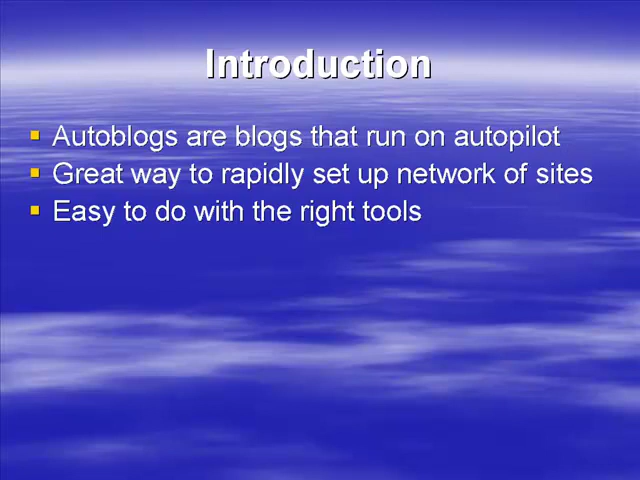 Introduction
Autoblogs are blogs that run on autopilot
Great way to rapidly set up network of sites
Easy to do with the right tools